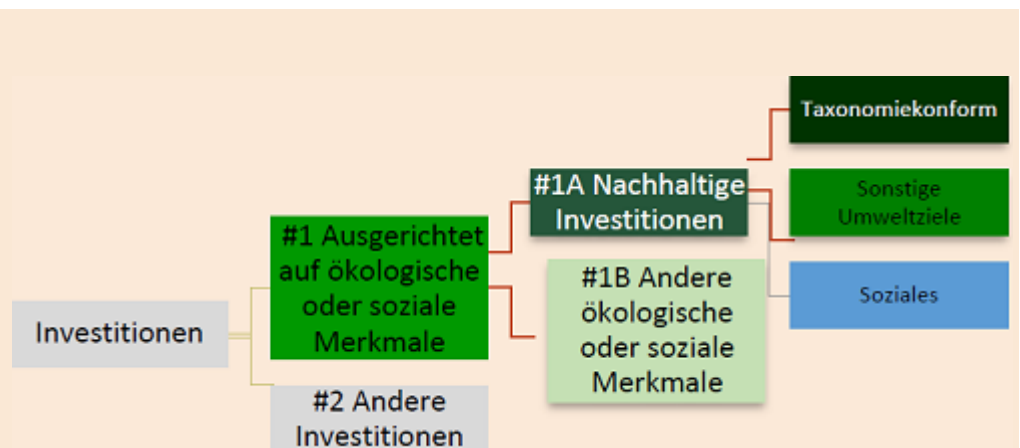 Investitionen
#1 Ausgerichtet
auf ökologische
oder soziale
Merkmale
#2 Andere
Investitionen
#1A Nachhaltige
Investitionen
#1B Andere
ökologische
oder soziale
Merkmale
Taxonomiekonform
Sonstige
Umweltziele
Soziales